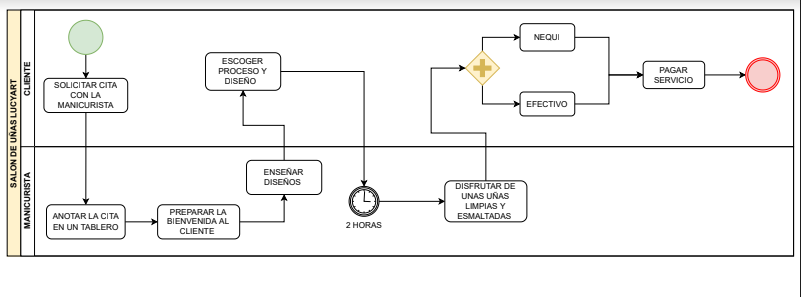 SALON DE UÑAS LUCYART
CLIENTE
MANICURISTA
SOLICITAR CITA
CON LA
MANICURISTA
ESCOGER
PROCESO Y
DISEÑO
NEQUI
EFECTIVO
PAGAR
SERVICIO
ANOTAR LA CITA
EN UN TABLERO
PREPARAR LA
BIENVENIDA AL
CLIENTE
ENSEÑAR
DISEÑOS
2 HORAS
DISFRUTAR DE
UNAS UÑAS
LIMPIAS Y
ESMALTADAS